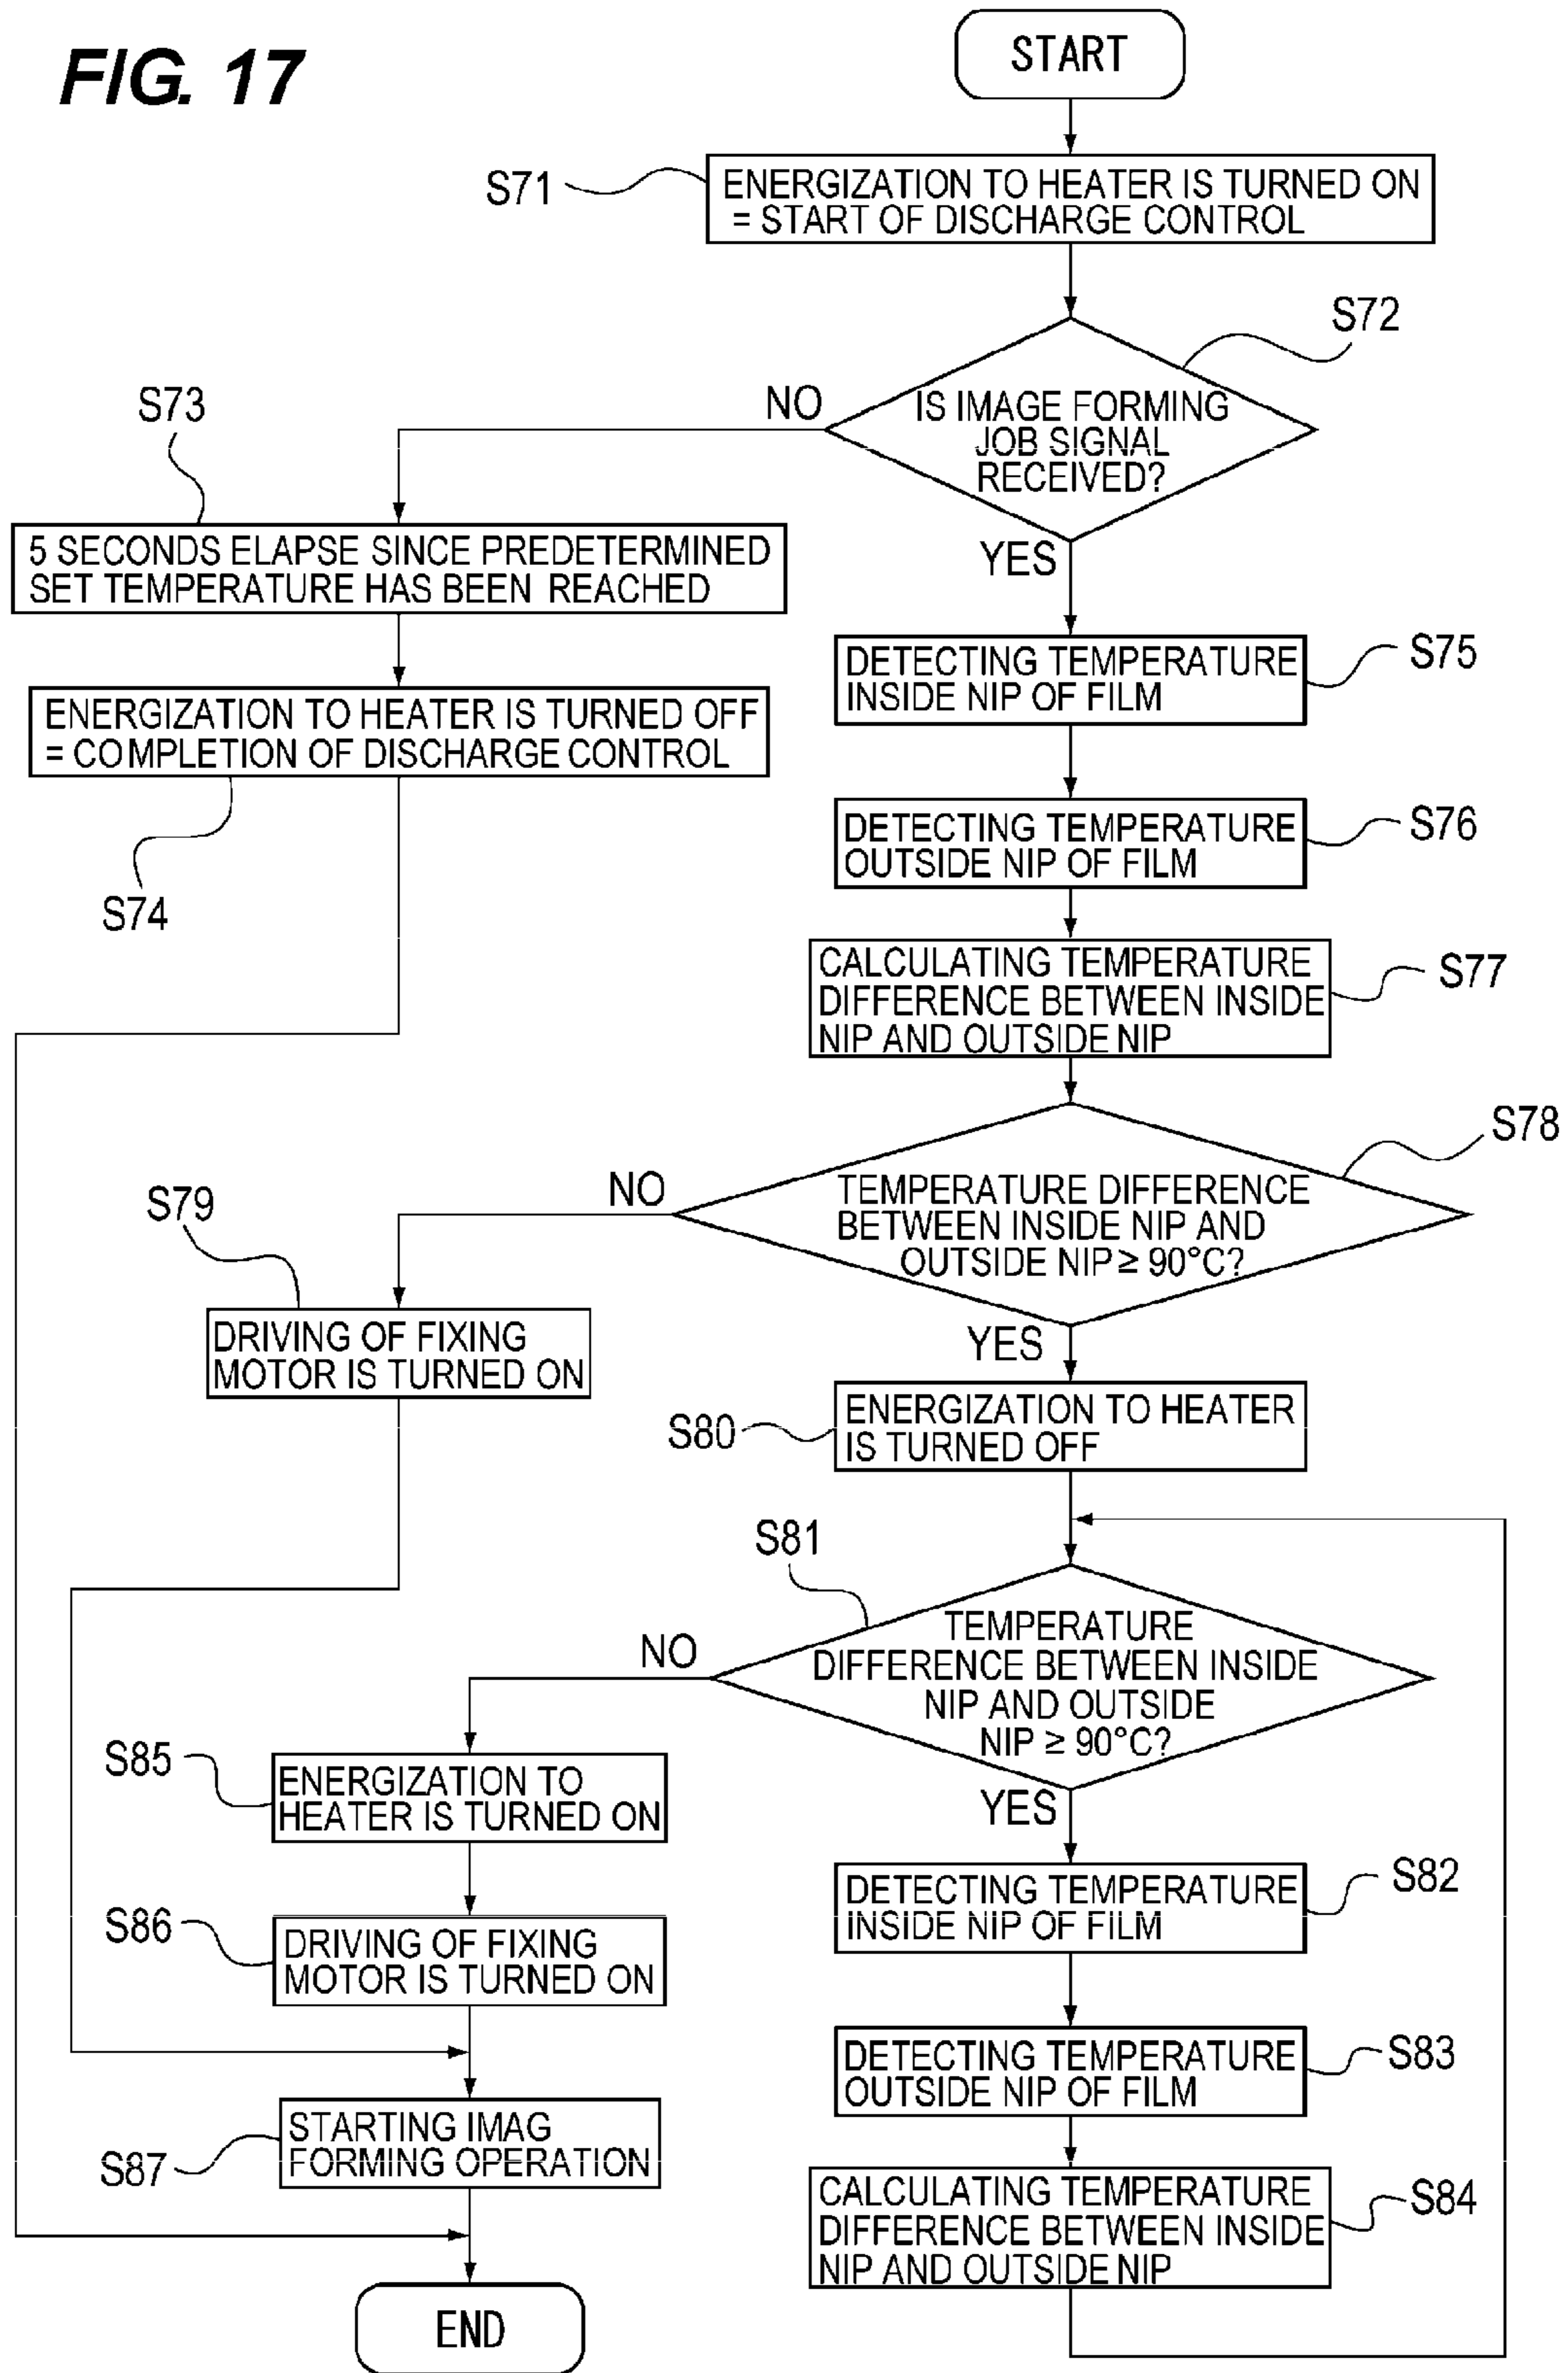 FIG. 17
START
S71
ENERGIZATION TO HEATER IS TURNED ON
= START OF DISCHARGE CONTROL
S72
IS IMAGE FORMING
JOB SIGNAL
RECEIVED?
NO
YES
S73
5 SECONDS ELAPSE SINCE PREDETERMINED
SET TEMPERATURE HAS BEEN REACHED
ENERGIZATION TO HEATER IS TURNED OFF
= COMPLETION OF DISCHARGE CONTROL
S74
DETECTING TEMPERATURE
INSIDE NIP OF FILM
S75
DETECTING TEMPERATURE
OUTSIDE NIP OF FILM
S76
CALCULATING TEMPERATURE
DIFFERENCE BETWEEN INSIDE
NIP AND OUTSIDE NIP
S77
S78
TEMPERATURE DIFFERENCE
BETWEEN INSIDE NIP AND
OUTSIDE NIP ≥ 90°C?
NO
YES
S79
DRIVING OF FIXING
MOTOR IS TURNED ON
S80
ENERGIZATION TO HEATER
IS TURNED OFF
S81
TEMPERATURE
DIFFERENCE BETWEEN INSIDE
NIP AND OUTSIDE
NIP ≥ 90°C?
NO
YES
S85
ENERGIZATION TO
HEATER IS TURNED ON
S86
DRIVING OF FIXING
MOTOR IS TURNED ON
S87
STARTING IMAG
FORMING OPERATION
DETECTING TEMPERATURE
INSIDE NIP OF FILM
S82
DETECTING TEMPERATURE
OUTSIDE NIP OF FILM
S83
CALCULATING TEMPERATURE
DIFFERENCE BETWEEN INSIDE
NIP AND OUTSIDE NIP
S84
END